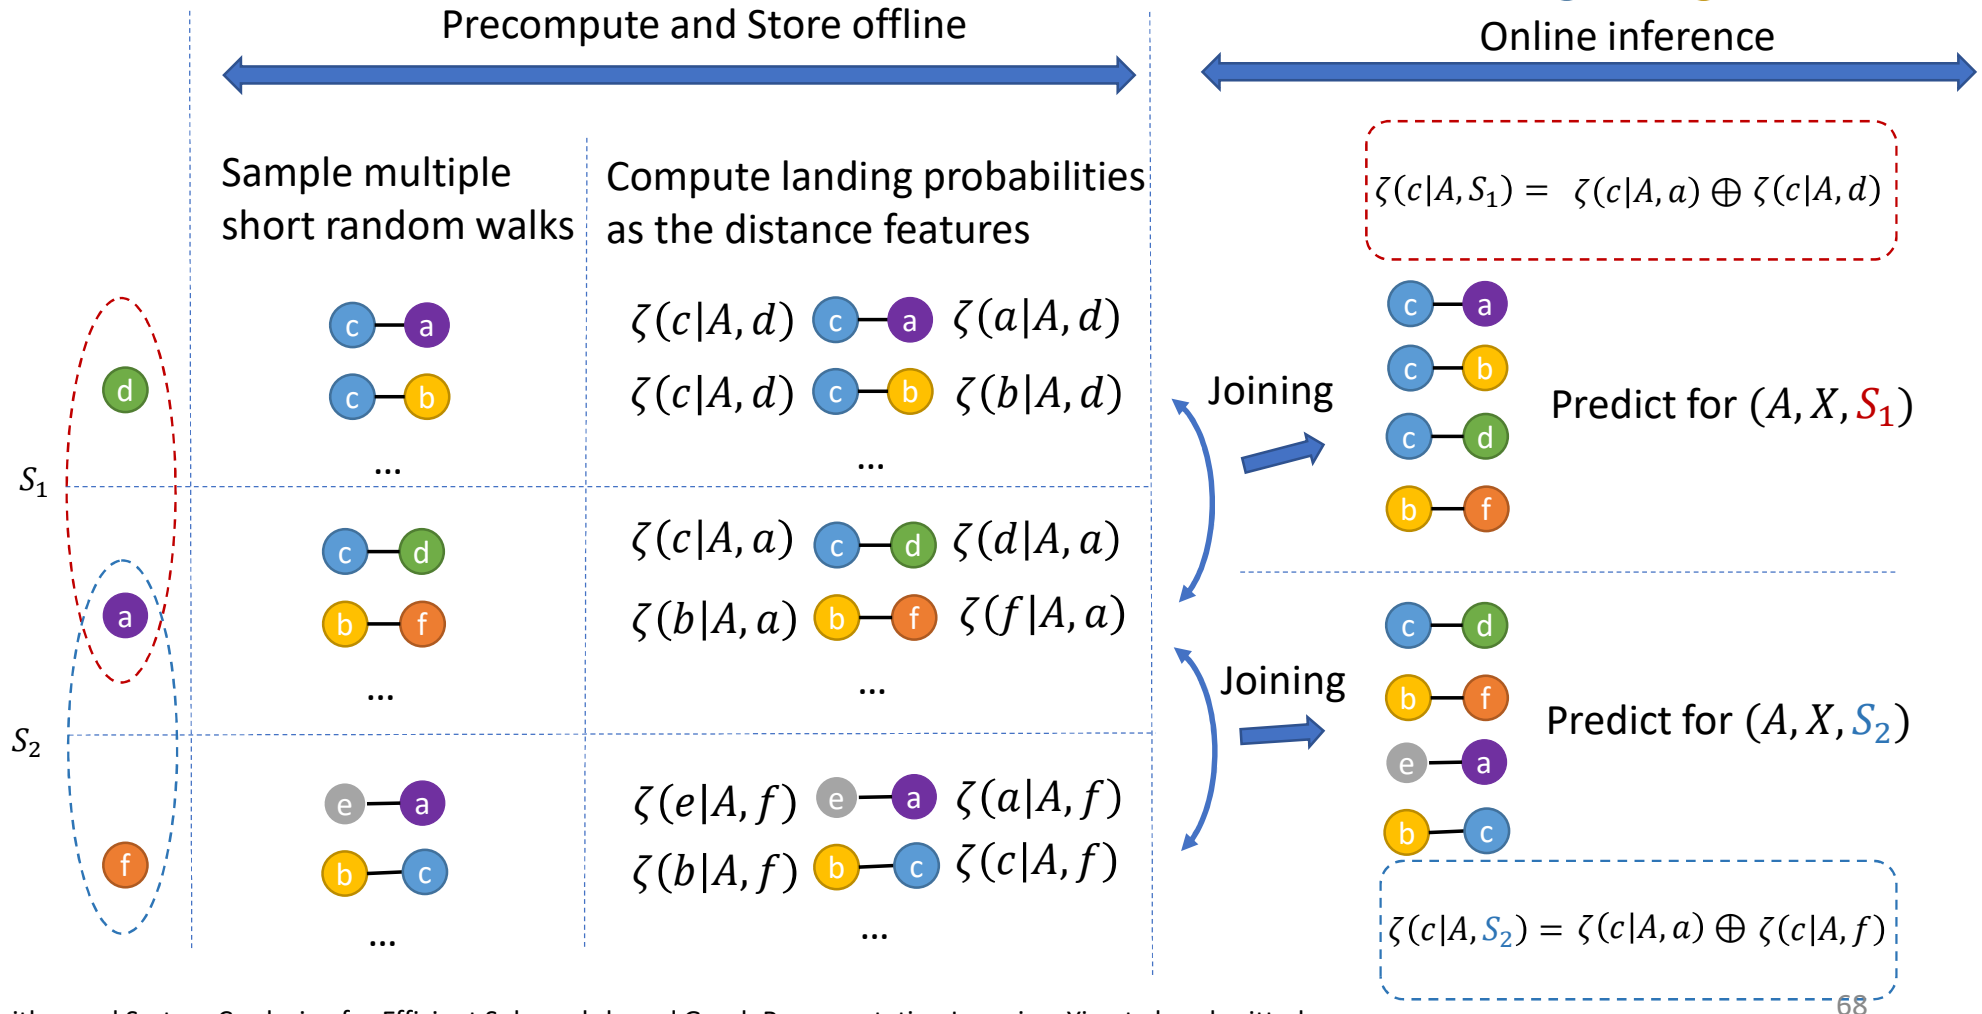 Precompute and Store offline
Online inference
Sample multiple
short random walks
Compute landing probabilities
as the distance features
ζ(c|A, S₁) = ζ(c|A, a) ⊕ ζ(c|A, d)
S₁
S₂
d
a
f
c a
c b
...
c d
b f
...
e a
b c
...
ζ(c|A, d) c a ζ(a|A, d)
ζ(c|A, d) c b ζ(b|A, d)
...
ζ(c|A, a) c d ζ(d|A, a)
ζ(b|A, a) b f ζ(f|A, a)
...
ζ(e|A, f) e a ζ(a|A, f)
ζ(b|A, f) b c ζ(c|A, f)
...
Joining
c a
c b
c d
b f
Predict for (A, X, S₁)
Joining
c d
b f
e a
b c
Predict for (A, X, S₂)
ζ(c|A, S₂) = ζ(c|A, a) ⊕ ζ(c|A, f)
68